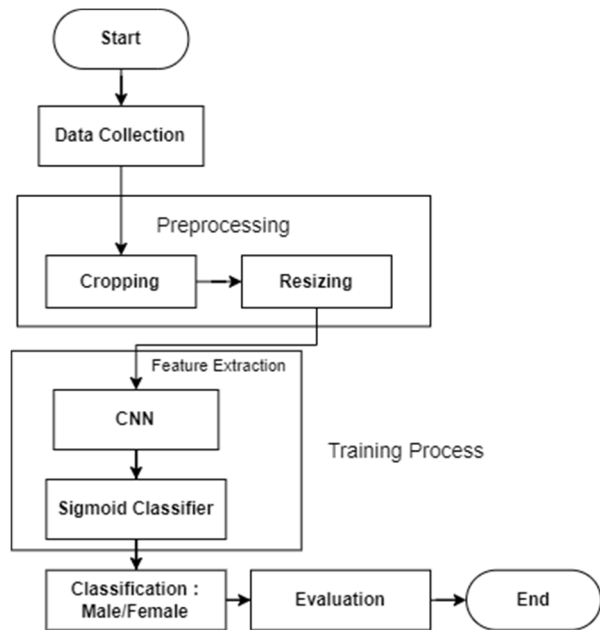 Start
Data Collection
Preprocessing
Cropping
Resizing
Feature Extraction
CNN
Training Process
Sigmoid Classifier
Classification :
Male/Female
Evaluation
End